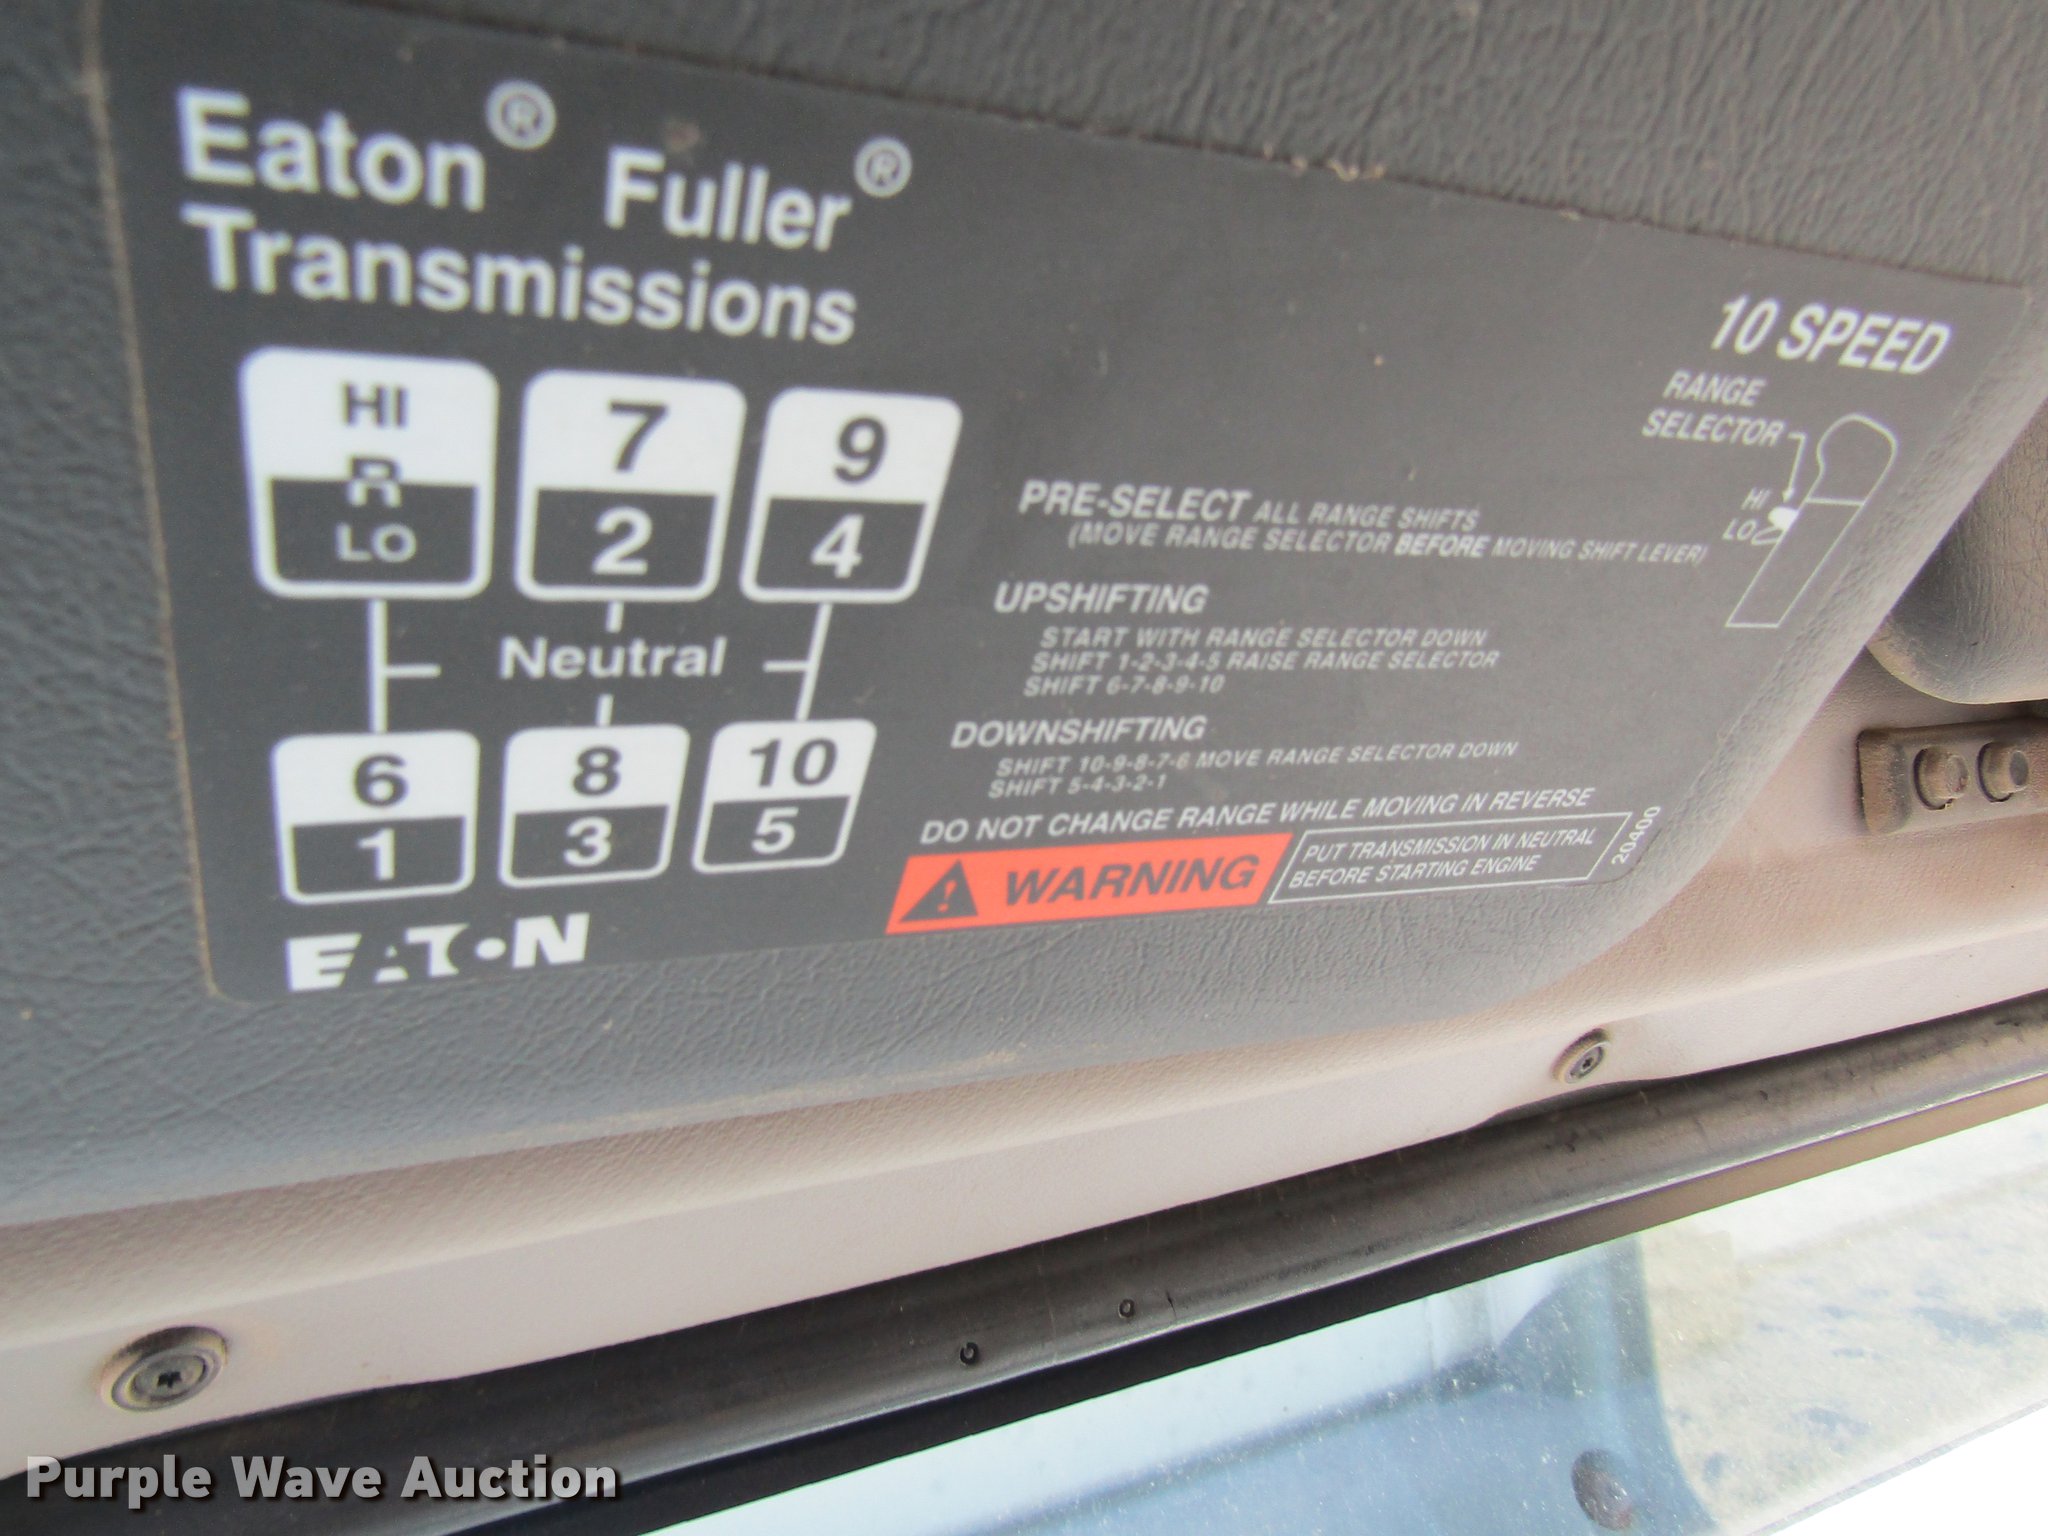 Eaton® Fuller®
Transmissions
HI
R
LO
7
2
9
4
Neutral
6
1
8
3
10
5
EATON
10 SPEED
RANGE
SELECTOR
HI
LO
PRE-SELECT ALL RANGE SHIFTS
(MOVE RANGE SELECTOR BEFORE MOVING SHIFT LEVER)
UPSHIFTING
START WITH RANGE SELECTOR DOWN
SHIFT 1-2-3-4-5 RAISE RANGE SELECTOR
SHIFT 6-7-8-9-10
DOWNSHIFTING
SHIFT 10-9-8-7-6 MOVE RANGE SELECTOR DOWN
SHIFT 5-4-3-2-1
DO NOT CHANGE RANGE WHILE MOVING IN REVERSE
WARNING
PUT TRANSMISSION IN NEUTRAL
BEFORE STARTING ENGINE
20400
Purple Wave Auction